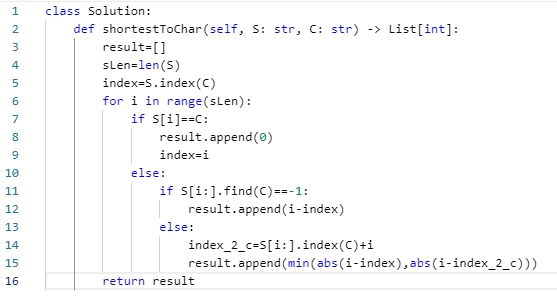 1 class Solution:
2     def shortestToChar(self, S: str, C: str) -> List[int]:
3         result=[]
4         sLen=len(S)
5         index=S.index(C)
6         for i in range(sLen):
7             if S[i]==C:
8                 result.append(0)
9                 index=i
10             else:
11                 if S[i:].find(C)==-1:
12                     result.append(i-index)
13                 else:
14                     index_2_c=S[i:].index(C)+i
15                     result.append(min(abs(i-index),abs(i-index_2_c)))
16         return result